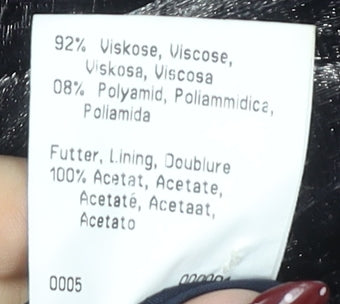 92% Viskose, Viscose,
Viskosa, Viscosa
08% Polyamid, Poliammidica,
Poliamida
Futter, Lining, Doublure
100% Acetat, Acetate,
Acetaté, Acetaat,
Acetato
0005